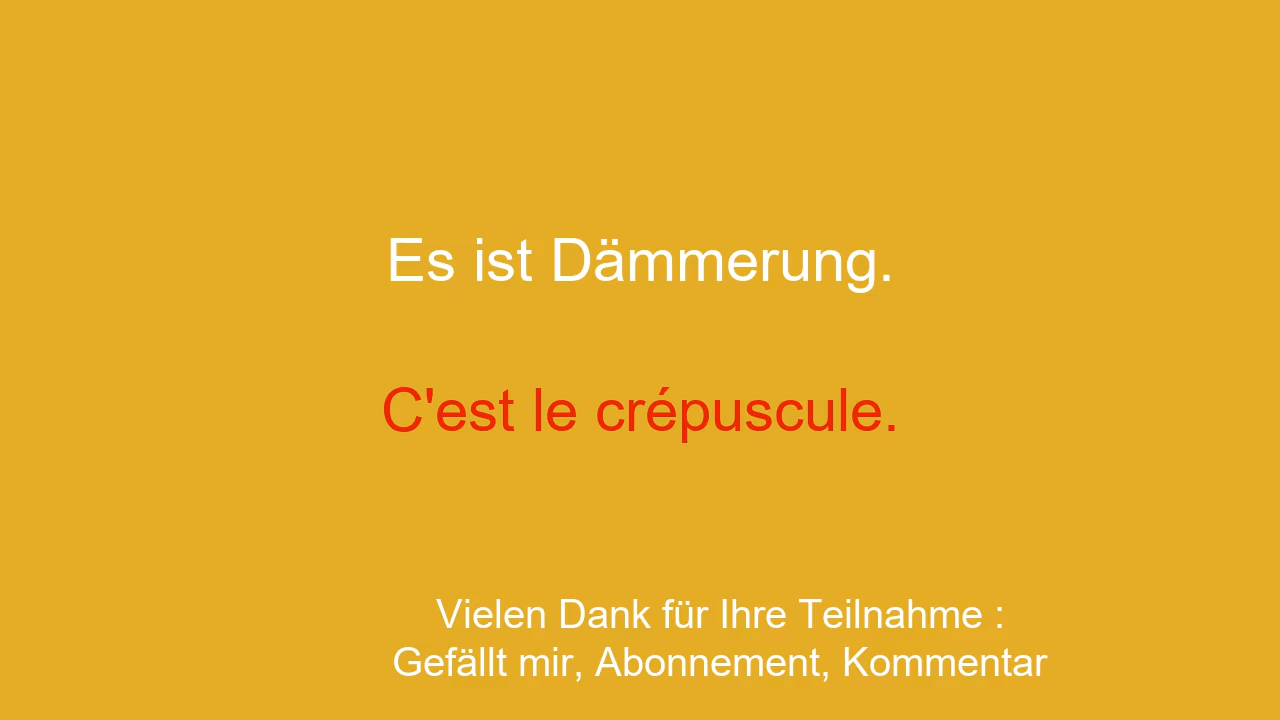 Es ist Dämmerung.
C'est le crépuscule.
Vielen Dank für Ihre Teilnahme :
Gefällt mir, Abonnement, Kommentar